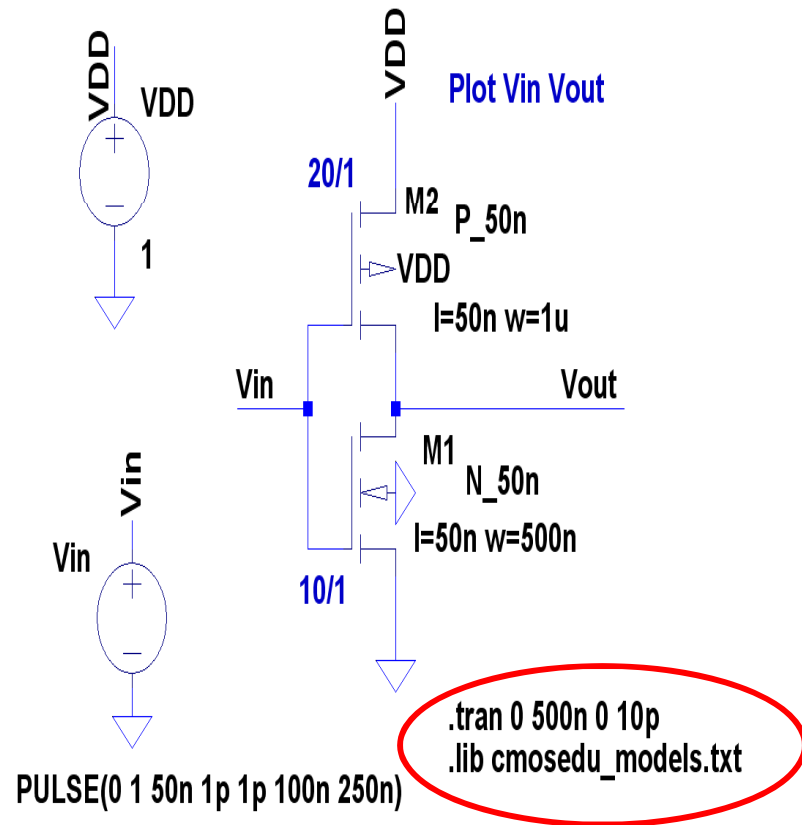 VDD
VDD
1
VDD
Plot Vin Vout
20/1
M2
P_50n
VDD
l=50n w=1u
Vin
Vout
M1
N_50n
l=50n w=500n
10/1
Vin
Vin
PULSE(0 1 50n 1p 1p 100n 250n)
.tran 0 500n 0 10p
.lib cmosedu_models.txt